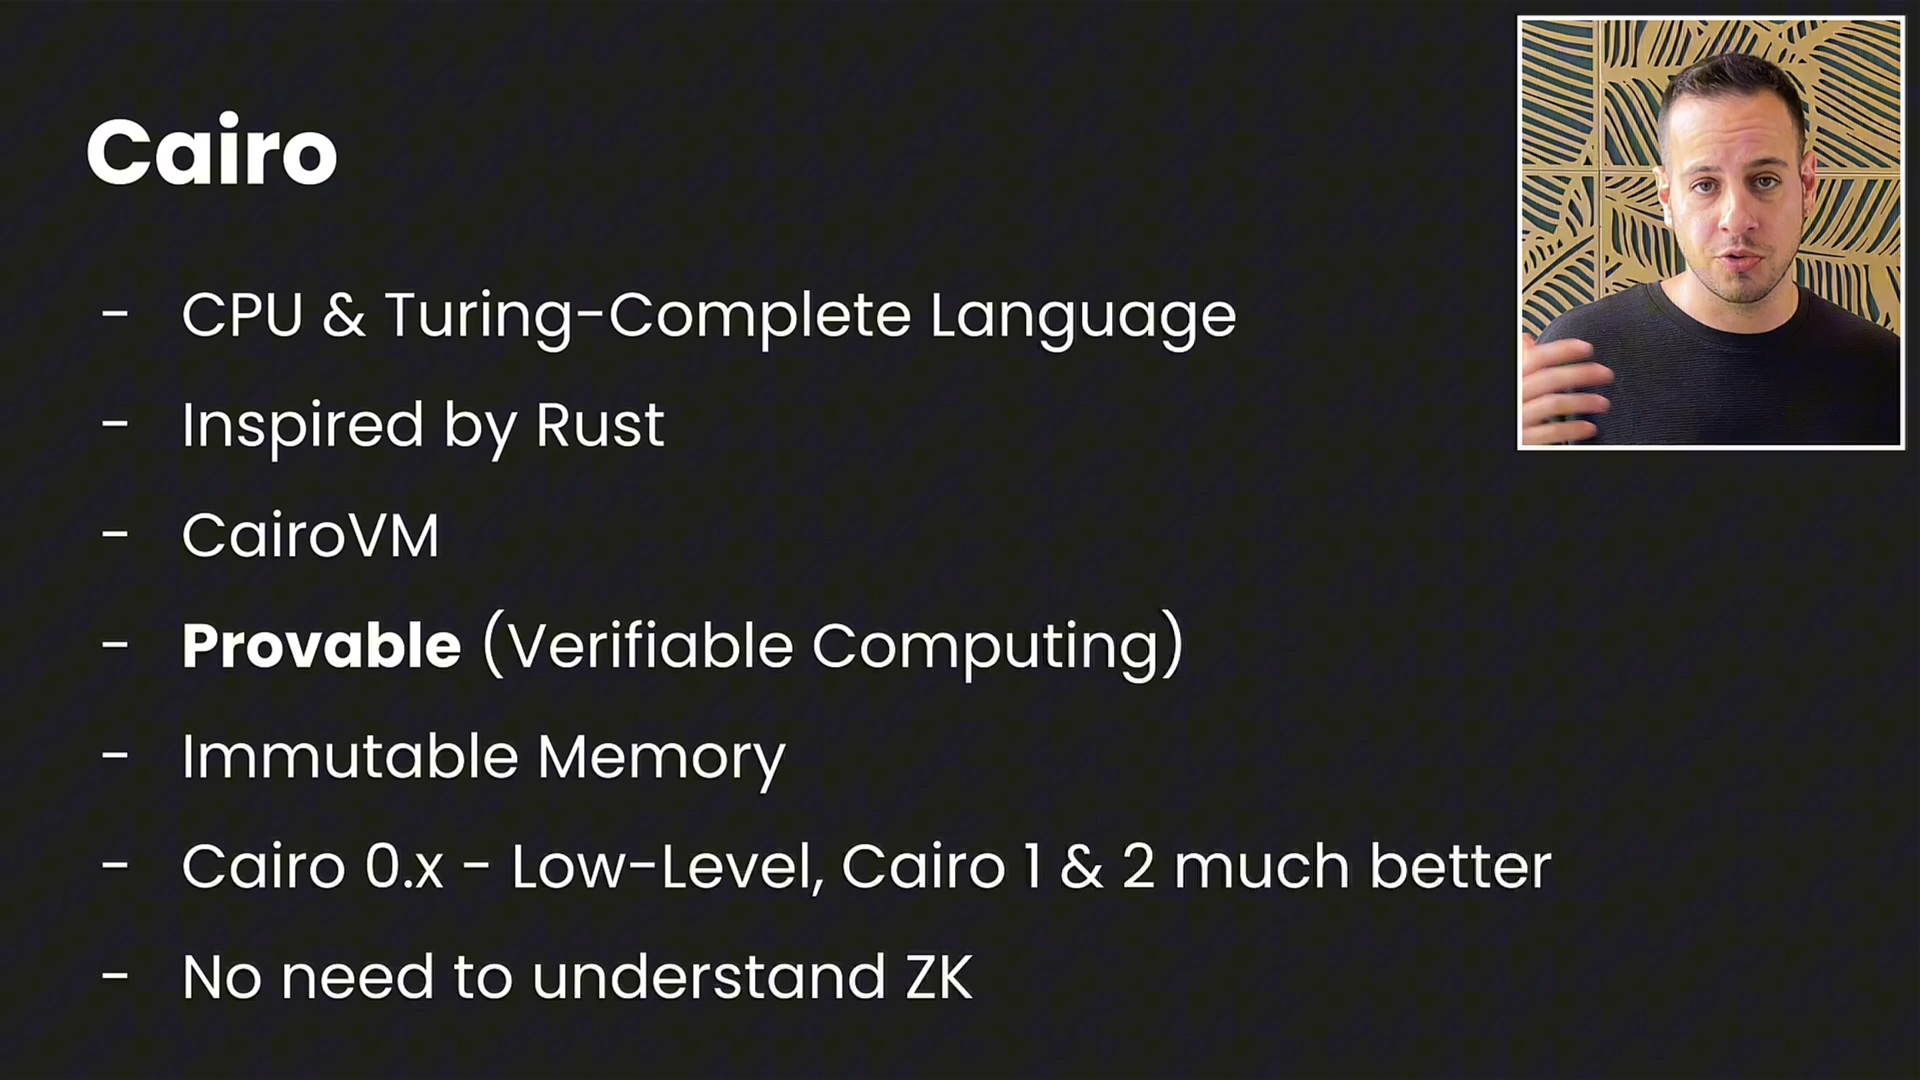 Cairo
- CPU & Turing-Complete Language
- Inspired by Rust
- CairoVM
- Provable (Verifiable Computing)
- Immutable Memory
- Cairo 0.x - Low-Level, Cairo 1 & 2 much better
- No need to understand ZK